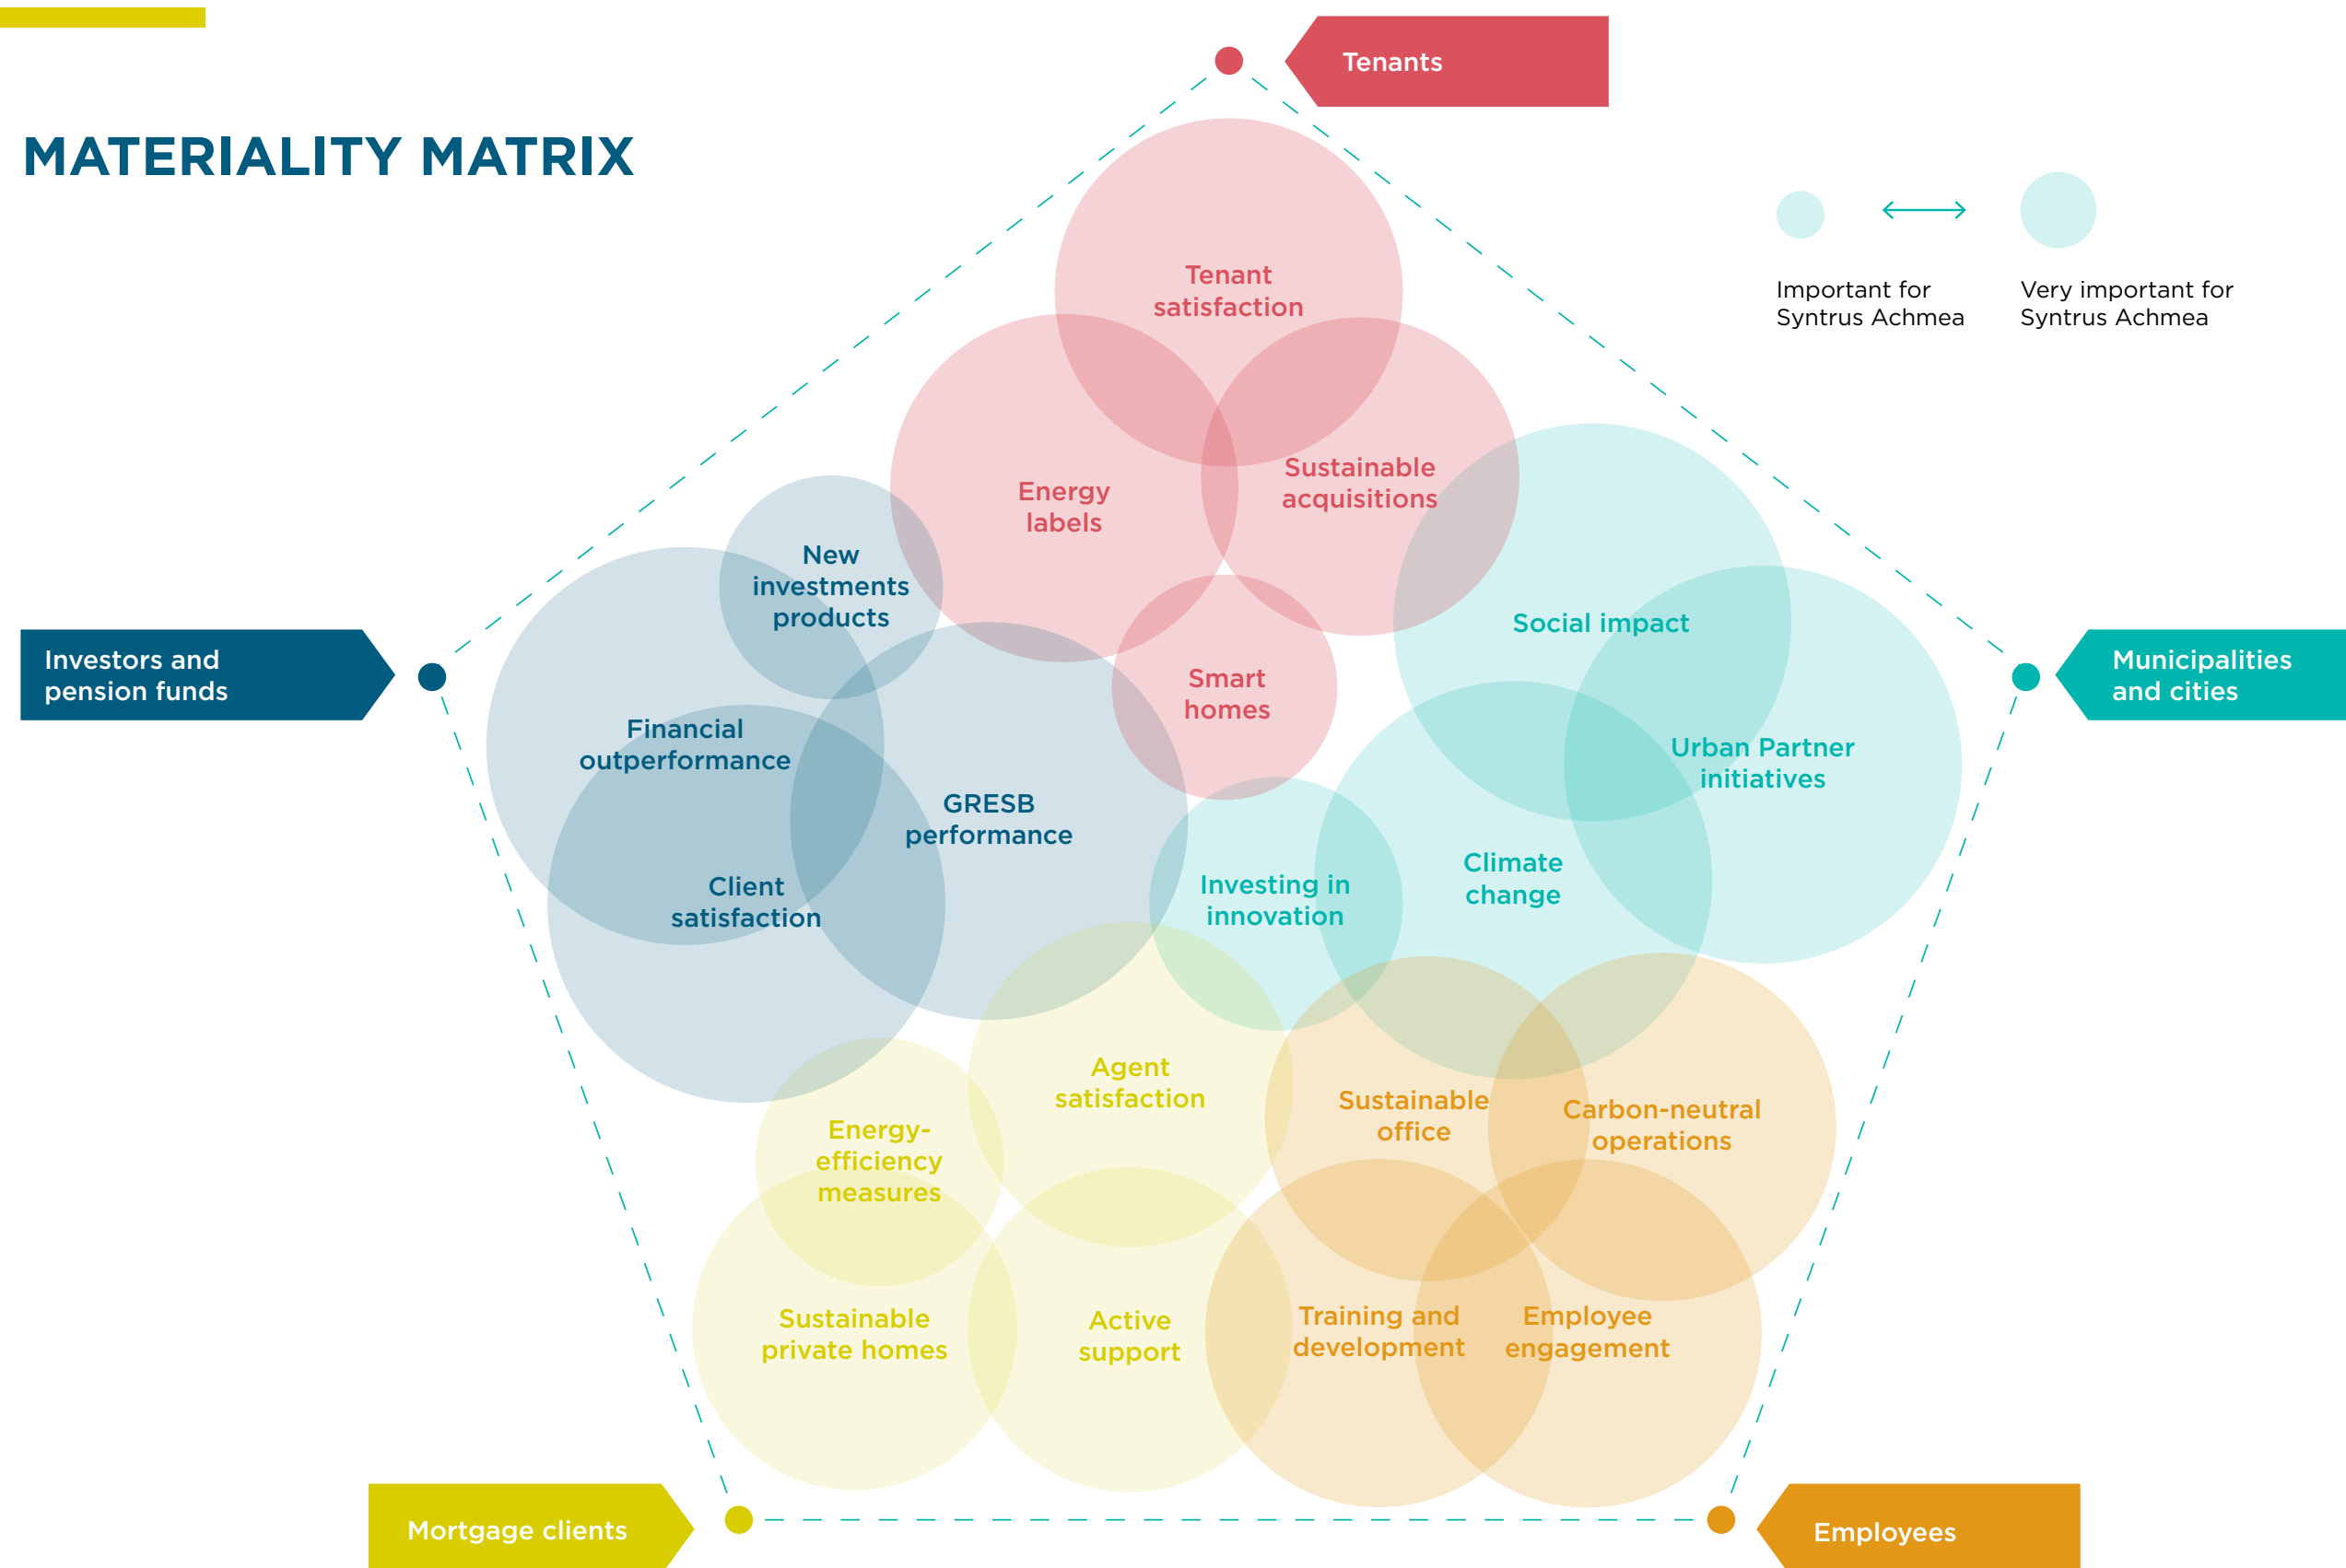 MATERIALITY MATRIX
Tenants
Important for
Syntrus Achmea
Very important for
Syntrus Achmea
Tenant
satisfaction
Energy
labels
Sustainable
acquisitions
Smart
homes
New
investments
products
Investors and
pension funds
Financial
outperformance
GRESB
performance
Client
satisfaction
Social impact
Municipalities
and cities
Urban Partner
initiatives
Climate
change
Investing in
innovation
Agent
satisfaction
Energy-
efficiency
measures
Sustainable
private homes
Active
support
Sustainable
office
Carbon-neutral
operations
Training and
development
Employee
engagement
Mortgage clients
Employees